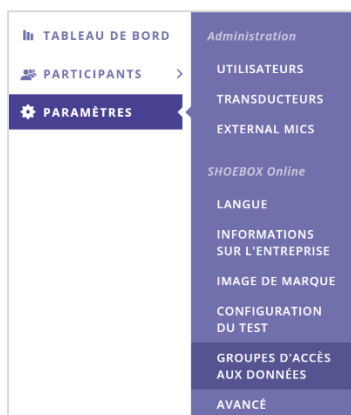 TABLEAU DE BORD
PARTICIPANTS
PARAMÈTRES
Administration
UTILISATEURS
TRANSDUCTEURS
EXTERNAL MICS
SHOEBOX Online
LANGUE
INFORMATIONS
SUR L'ENTREPRISE
IMAGE DE MARQUE
CONFIGURATION
DU TEST
GROUPES D'ACCÈS
AUX DONNÉES
AVANCÉ